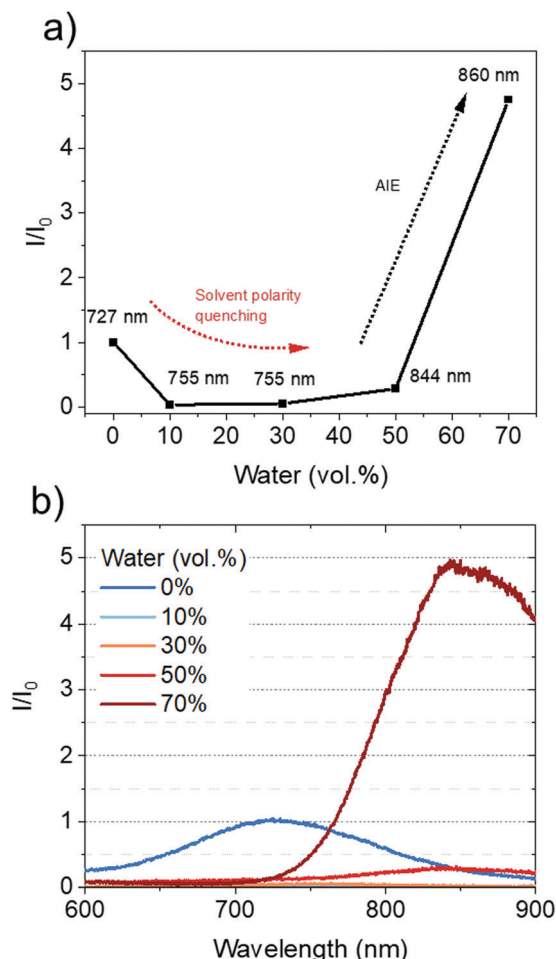 a)
5
4
3
2
1
0
I/I0
727 nm
755 nm
755 nm
844 nm
860 nm
Solvent polarity
quenching
AIE
0 10 20 30 40 50 60 70
Water (vol.%)
b)
5
4
3
2
1
0
I/I0
Water (vol.%)
0%
10%
30%
50%
70%
600 700 800 900
Wavelength (nm)